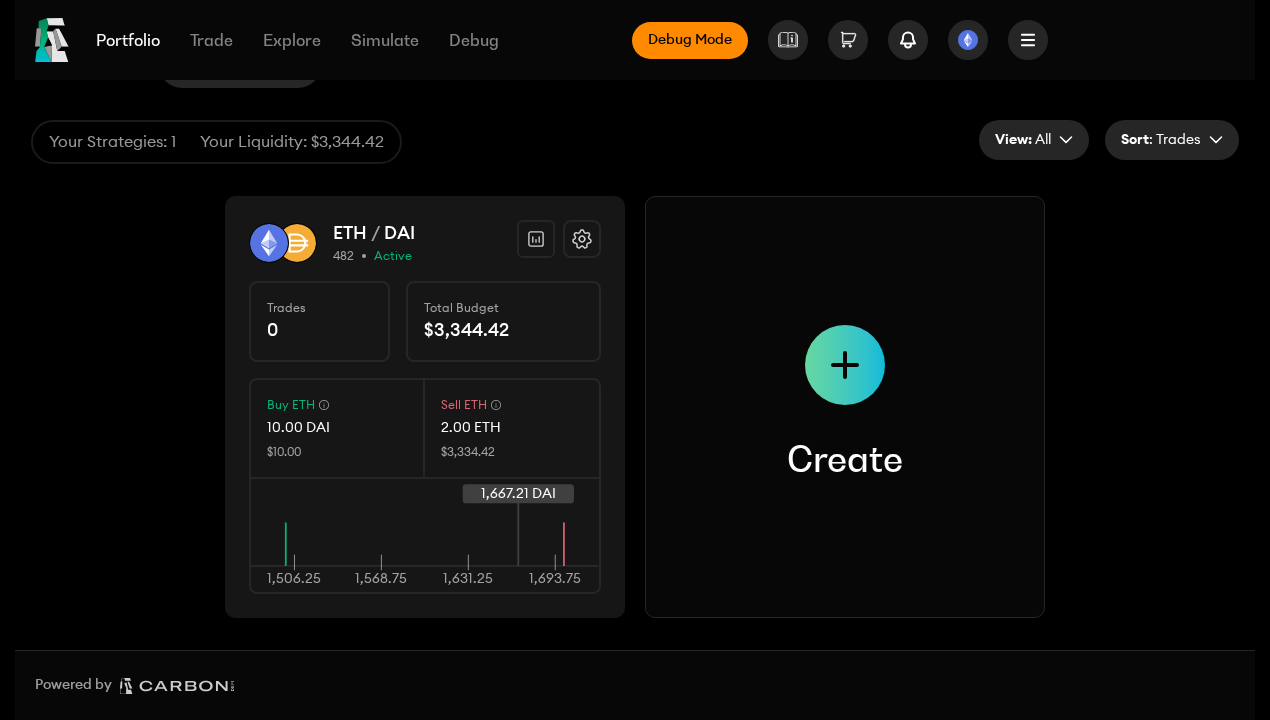 Portfolio Trade Explore Simulate Debug Debug Mode
Your Strategies: 1 Your Liquidity: $3,344.42 View: All Sort: Trades
ETH / DAI
482 • Active
Trades
0
Total Budget
$3,344.42
Buy ETH
10.00 DAI
$10.00
Sell ETH
2.00 ETH
$3,334.42
1,667.21 DAI
1,506.25 1,568.75 1,631.25 1,693.75
Create
Powered by CARBON